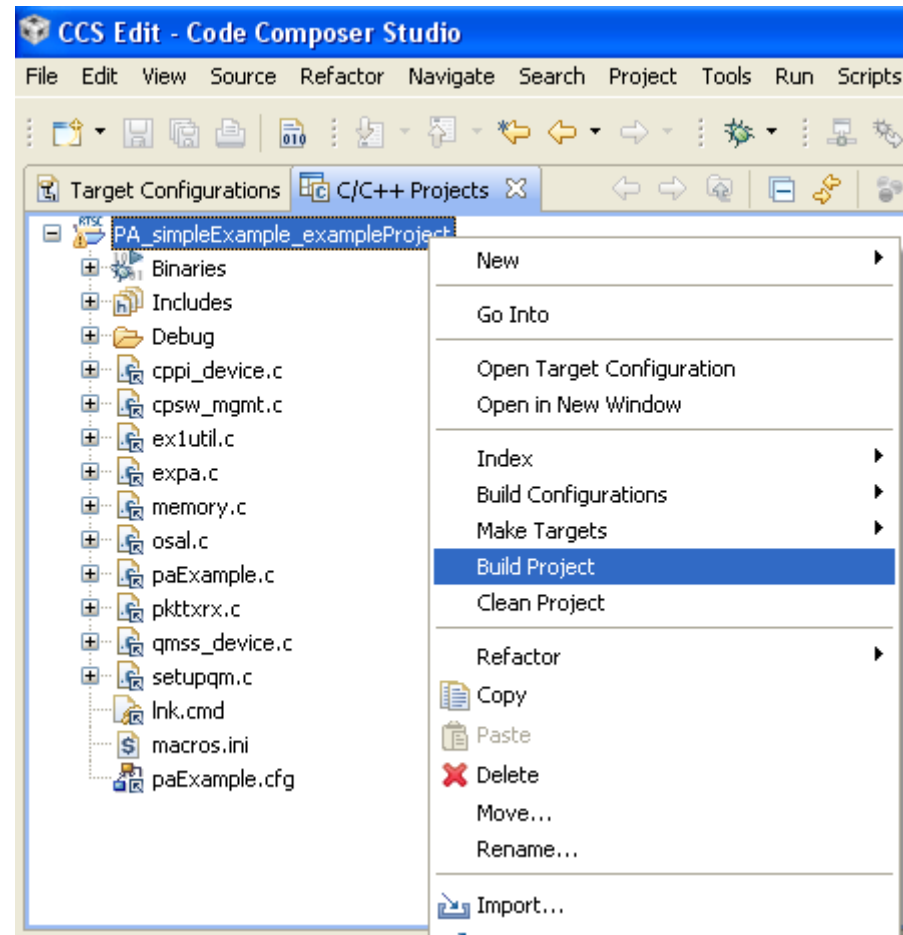 CCS Edit - Code Composer Studio
File Edit View Source Refactor Navigate Search Project Tools Run Scripts
010
Target Configurations C/C++ Projects
RTSC
PA_simpleExample_exampleProject
Binaries
Includes
Debug
cppi_device.c
cpsw_mgmt.c
ex1util.c
expa.c
memory.c
osal.c
paExample.c
pkttxrx.c
qmss_device.c
setupqm.c
lnk.cmd
macros.ini
paExample.cfg
New
Go Into
Open Target Configuration
Open in New Window
Index
Build Configurations
Make Targets
Build Project
Clean Project
Refactor
Copy
Paste
Delete
Move...
Rename...
Import...